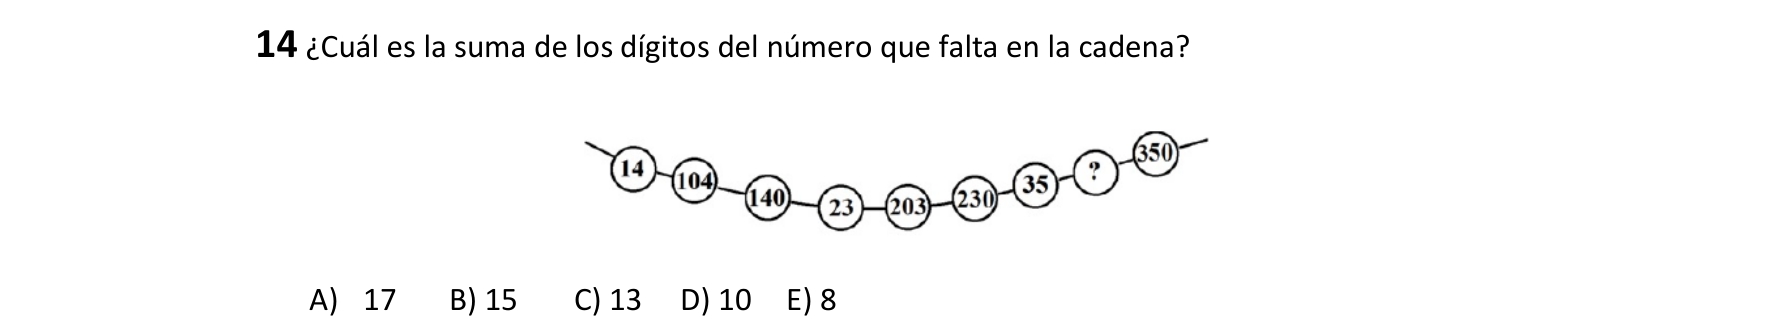 14 ¿Cuál es la suma de los dígitos del número que falta en la cadena?
14 104 140 23 203 230 35 ? 350
A) 17 B) 15 C) 13 D) 10 E) 8